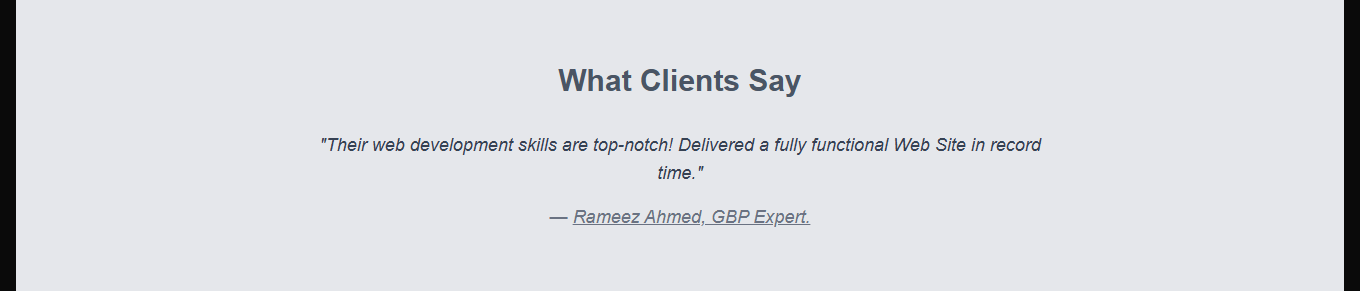 What Clients Say
"Their web development skills are top-notch! Delivered a fully functional Web Site in record
time."
— Rameez Ahmed, GBP Expert.